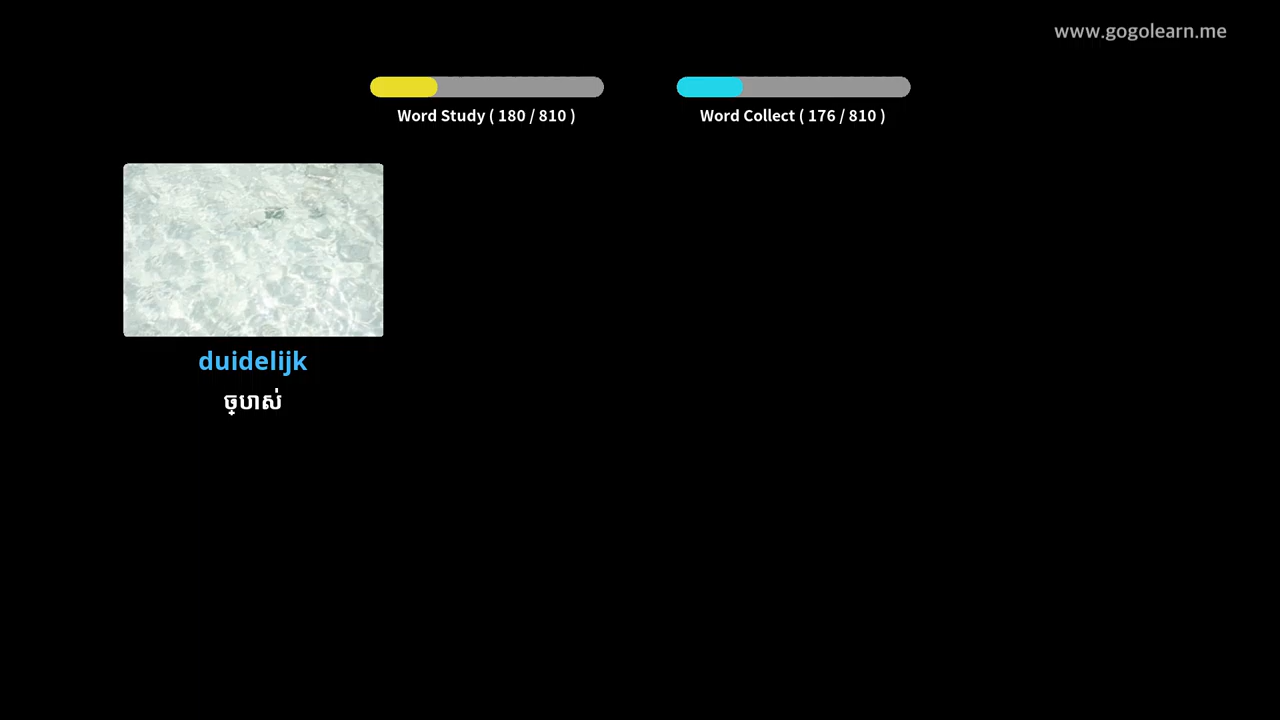 www.gogolearn.me
Word Study ( 180 / 810 )
Word Collect ( 176 / 810 )
duidelijk
ច្បាស់